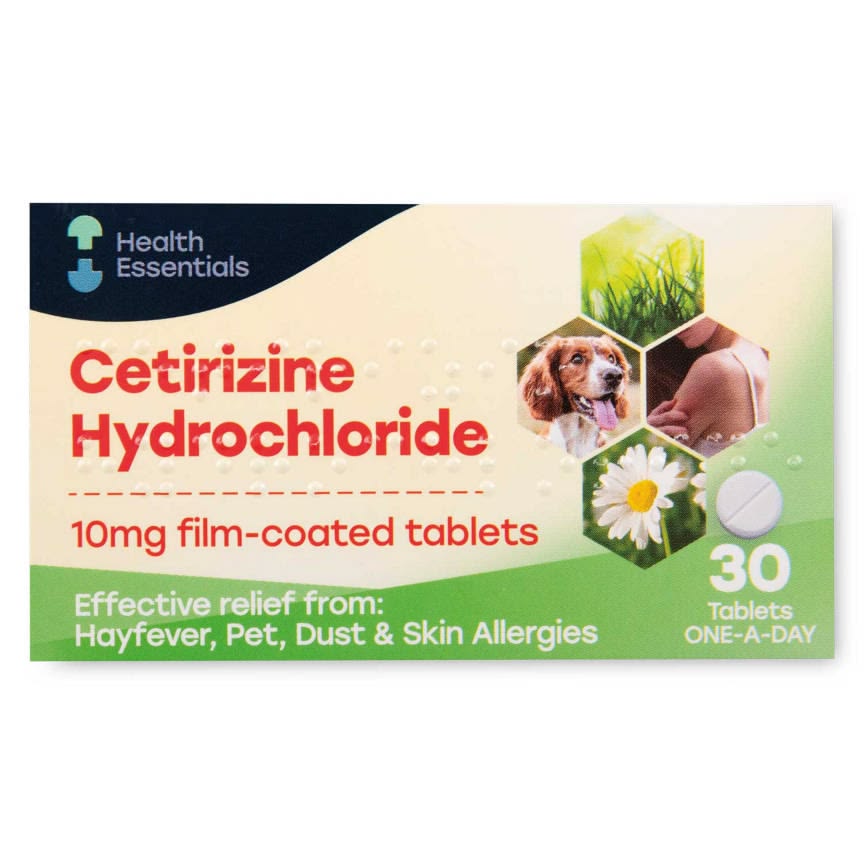 Health
Essentials
Cetirizine
Hydrochloride
10mg film-coated tablets
Effective relief from:
Hayfever, Pet, Dust & Skin Allergies
30
Tablets
ONE-A-DAY